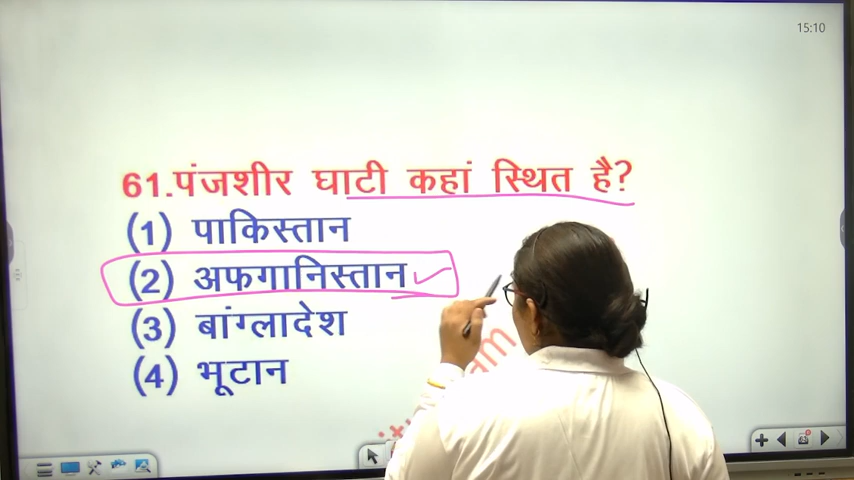 15:10
61.पंजशीर घाटी कहां स्थित है?
(1) पाकिस्तान
(2) अफगानिस्तान
(3) बांग्लादेश
(4) भूटान